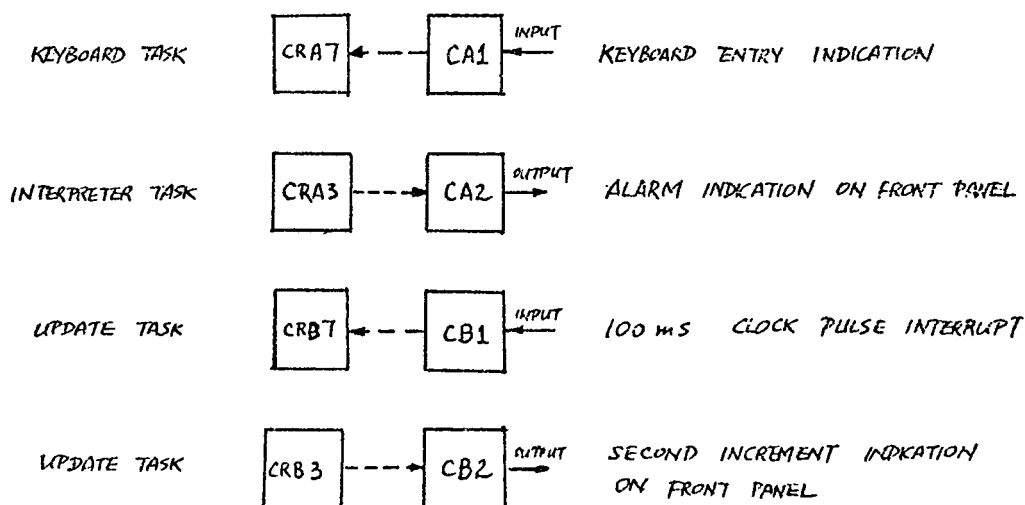 KEYBOARD TASK CRA7 CA1 INPUT KEYBOARD ENTRY INDICATION
INTERPRETER TASK CRA3 CA2 OUTPUT ALARM INDICATION ON FRONT PANEL
UPDATE TASK CRB7 CB1 INPUT 100 ms CLOCK PULSE INTERRUPT
UPDATE TASK CRB3 CB2 OUTPUT SECOND INCREMENT INDICATION
ON FRONT PANEL